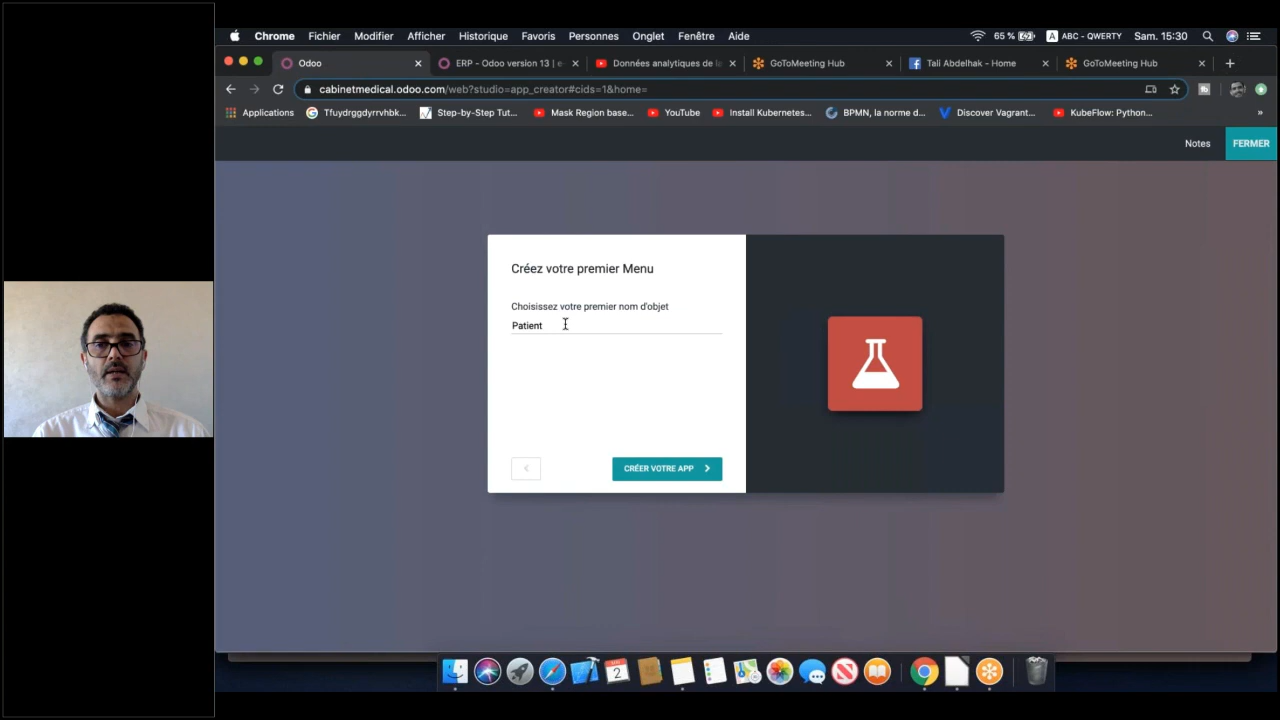 Chrome Fichier Modifier Afficher Historique Favoris Personnes Onglet Fenêtre Aide 65 % A ABC - QWERTY Sam. 15:30
Odoo ERP - Odoo version 13 | e- Données analytiques de la GoToMeeting Hub Tali Abdelhak - Home GoToMeeting Hub
cabinetmedical.odoo.com/web?studio=app_creator#cids=1&home=
Applications Tfuydrggdyrrvhbk... Step-by-Step Tut... Mask Region base... YouTube Install Kubernetes... BPMN, la norme d... Discover Vagrant... KubeFlow: Python... »
Notes FERMER
Créez votre premier Menu
Choisissez votre premier nom d'objet
Patient
CRÉER VOTRE APP
2